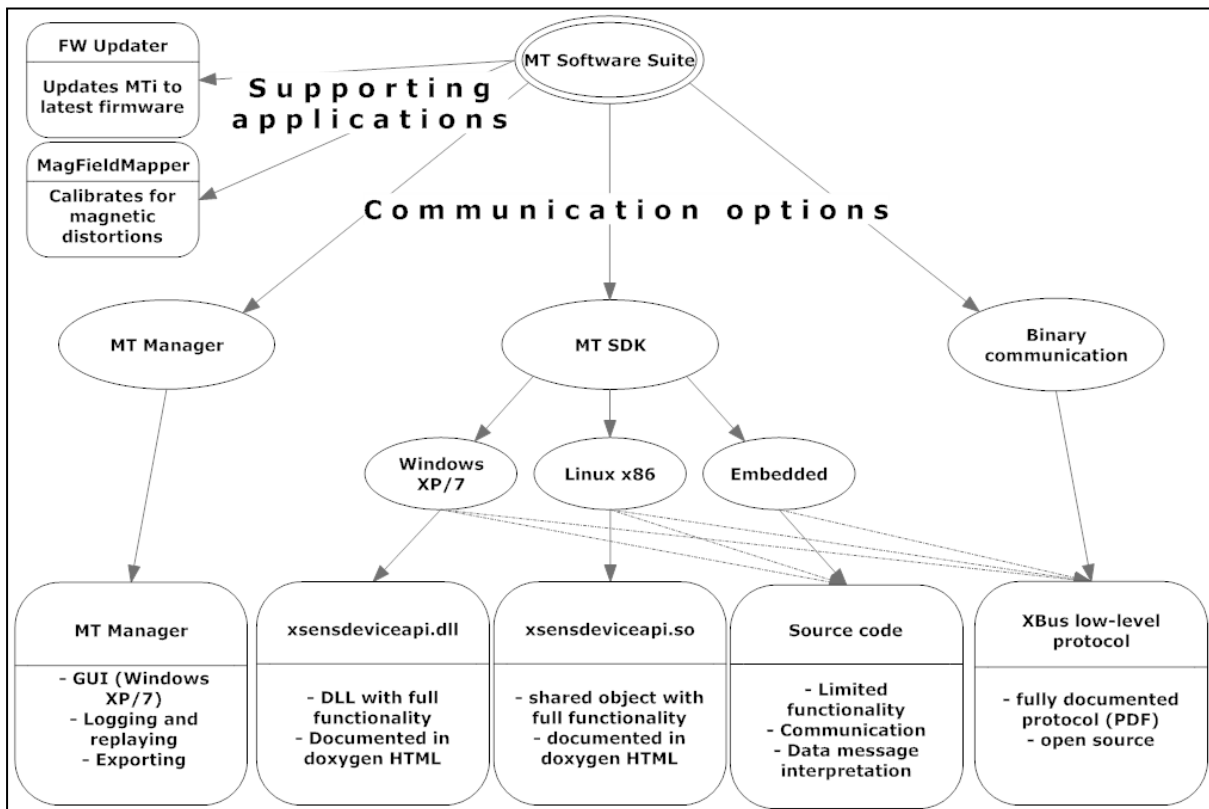 FW Updater
Updates MTi to
latest firmware
MT Software Suite
Supporting
applications
MagFieldMapper
Calibrates for
magnetic
distortions
Communication options
MT Manager
MT SDK
Binary
communication
Windows
XP/7
Linux x86
Embedded
MT Manager
- GUI (Windows
XP/7)
- Logging and
replaying
- Exporting
xsensdeviceapi.dll
- DLL with full
functionality
- Documented in
doxygen HTML
xsensdeviceapi.so
- shared object with
full functionality
- documented in
doxygen HTML
Source code
- Limited
functionality
- Communication
- Data message
interpretation
XBus low-level
protocol
- fully documented
protocol (PDF)
- open source